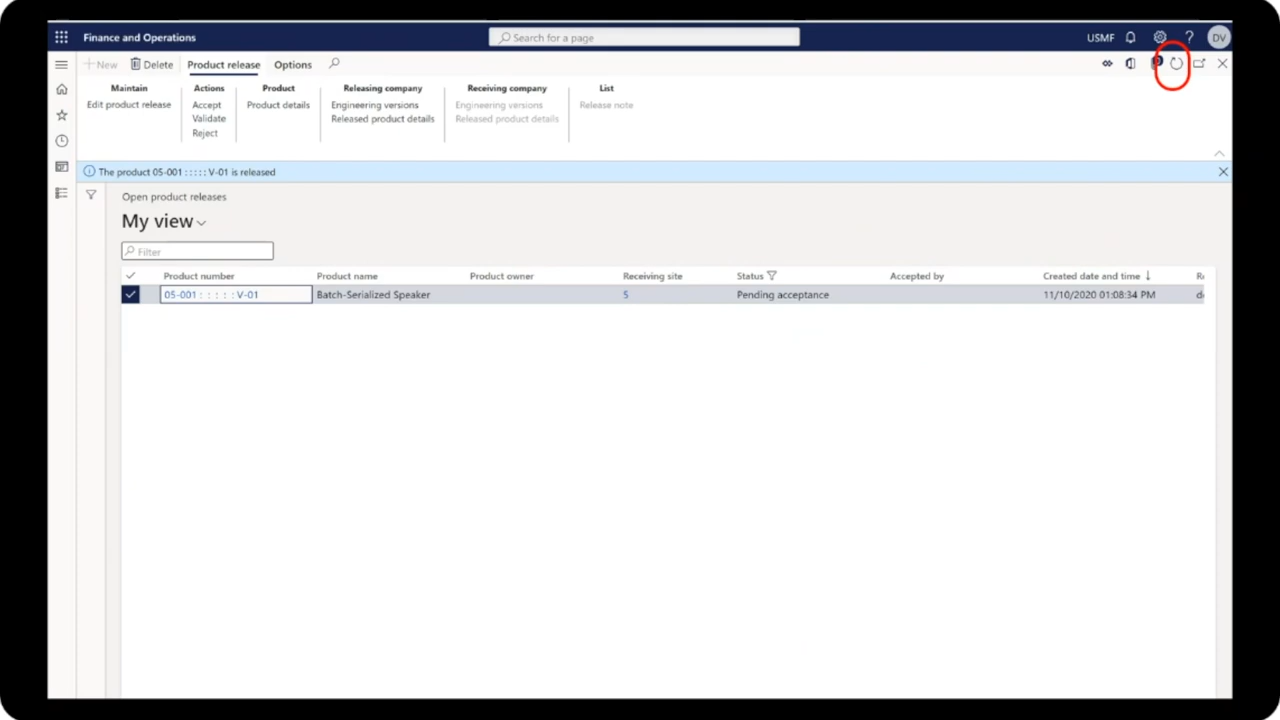 Finance and Operations
Search for a page
USMF
DV
New
Delete
Product release
Options
Maintain
Edit product release
Actions
Accept
Validate
Reject
Product
Product details
Releasing company
Engineering versions
Released product details
Receiving company
Engineering versions
Released product details
List
Release note
The product 05-001 : : : : : V-01 is released
Open product releases
My view
Filter
Product number Product name Product owner Receiving site Status Accepted by Created date and time
05-001 : : : : : V-01 Batch-Serialized Speaker 5 Pending acceptance 11/10/2020 01:08:34 PM